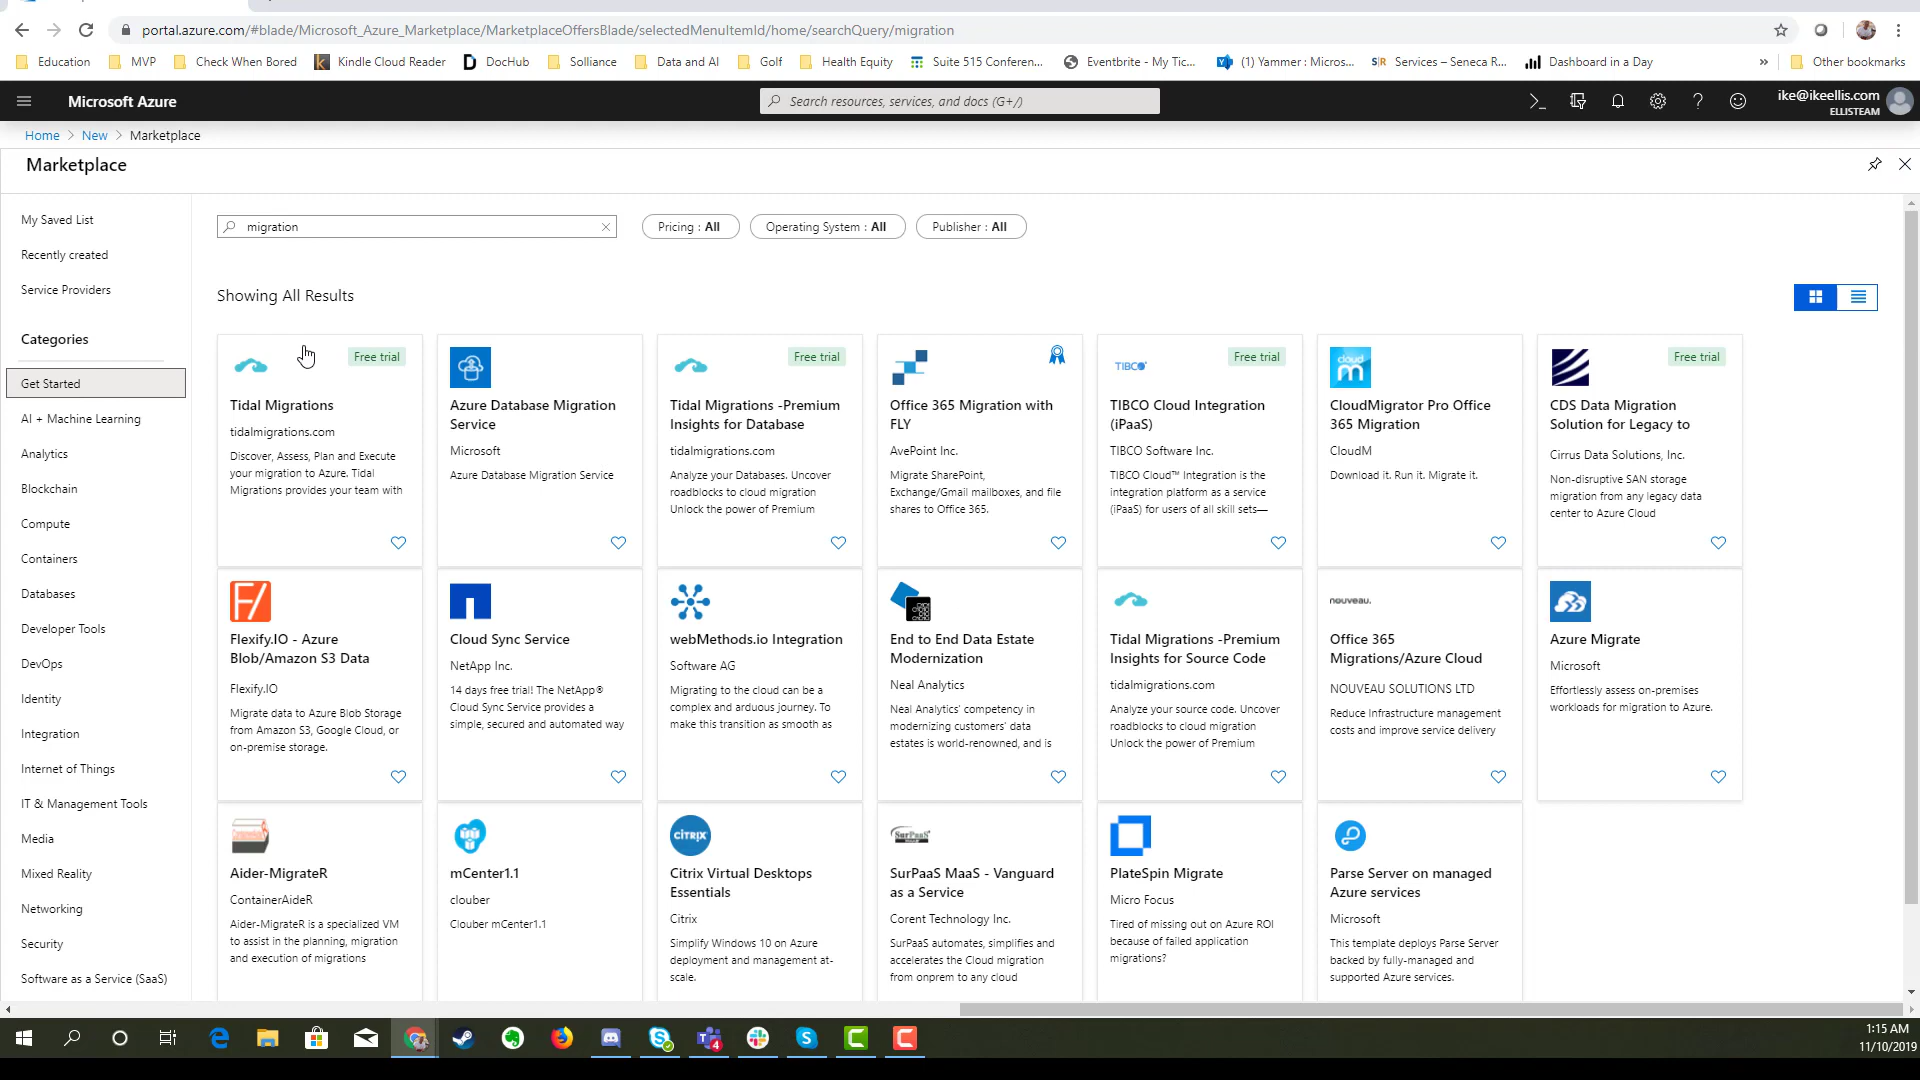 portal.azure.com/#blade/Microsoft_Azure_Marketplace/MarketplaceOffersBlade/selectedMenuItemId/home/searchQuery/migration
Education
MVP
Check When Bored
Kindle Cloud Reader
DocHub
Solliance
Data and AI
Golf
Health Equity
Suite 515 Conferen...
Eventbrite - My Tic...
(1) Yammer : Micros...
Services – Seneca R...
Dashboard in a Day
»
Other bookmarks
Microsoft Azure
Search resources, services, and docs (G+/)
ike@ikeellis.com
ELLISTEAM
Home > New > Marketplace
Marketplace
My Saved List
Recently created
Service Providers
Categories
Get Started
AI + Machine Learning
Analytics
Blockchain
Compute
Containers
Databases
Developer Tools
DevOps
Identity
Integration
Internet of Things
IT & Management Tools
Media
Mixed Reality
Networking
Security
Software as a Service (SaaS)
migration
Pricing : All
Operating System : All
Publisher : All
Showing All Results
Free trial
Tidal Migrations
tidalmigrations.com
Discover, Assess, Plan and Execute
your migration to Azure. Tidal
Migrations provides your team with
Azure Database Migration
Service
Microsoft
Azure Database Migration Service
Free trial
Tidal Migrations -Premium
Insights for Database
tidalmigrations.com
Analyze your Databases. Uncover
roadblocks to cloud migration
Unlock the power of Premium
Office 365 Migration with
FLY
AvePoint Inc.
Migrate SharePoint,
Exchange/Gmail mailboxes, and file
shares to Office 365.
TIBCO
Free trial
TIBCO Cloud Integration
(iPaaS)
TIBCO Software Inc.
TIBCO Cloud™ Integration is the
integration platform as a service
(iPaaS) for users of all skill sets—
cloud
m
CloudMigrator Pro Office
365 Migration
CloudM
Download it. Run it. Migrate it.
Free trial
CDS Data Migration
Solution for Legacy to
Cirrus Data Solutions, Inc.
Non-disruptive SAN storage
migration from any legacy data
center to Azure Cloud
F/
Flexify.IO - Azure
Blob/Amazon S3 Data
Flexify.IO
Migrate data to Azure Blob Storage
from Amazon S3, Google Cloud, or
on-premise storage.
Cloud Sync Service
NetApp Inc.
14 days free trial! The NetApp®
Cloud Sync Service provides a
simple, secured and automated way
webMethods.io Integration
Software AG
Migrating to the cloud can be a
complex and arduous journey. To
make this transition as smooth as
End to End Data Estate
Modernization
Neal Analytics
Neal Analytics' competency in
modernizing customers' data
estates is world-renowned, and is
Tidal Migrations -Premium
Insights for Source Code
tidalmigrations.com
Analyze your source code. Uncover
roadblocks to cloud migration
Unlock the power of Premium
nouveau.
Office 365
Migrations/Azure Cloud
NOUVEAU SOLUTIONS LTD
Reduce Infrastructure management
costs and improve service delivery
Azure Migrate
Microsoft
Effortlessly assess on-premises
workloads for migration to Azure.
Aider-MigrateR
ContainerAideR
Aider-MigrateR is a specialized VM
to assist in the planning, migration
and execution of migrations
mCenter1.1
clouber
Clouber mCenter1.1
CITRIX
Citrix Virtual Desktops
Essentials
Citrix
Simplify Windows 10 on Azure
deployment and management at-
scale.
SurPaaS
SurPaaS MaaS - Vanguard
as a Service
Corent Technology Inc.
SurPaaS automates, simplifies and
accelerates the Cloud migration
from onprem to any cloud
PlateSpin Migrate
Micro Focus
Tired of missing out on Azure ROI
because of failed application
migrations?
Parse Server on managed
Azure services
Microsoft
This template deploys Parse Server
backed by fully-managed and
supported Azure services.
4
1:15 AM
11/10/2019